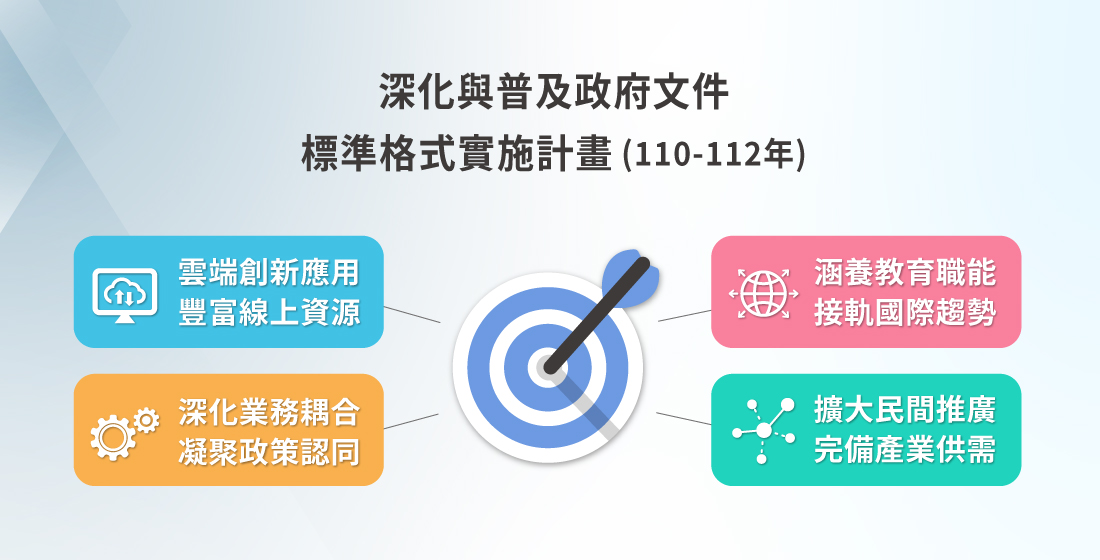 深化與普及政府文件
標準格式實施計畫 (110-112年)
雲端創新應用
豐富線上資源
深化業務耦合
凝聚政策認同
涵養教育職能
接軌國際趨勢
擴大民間推廣
完備產業供需